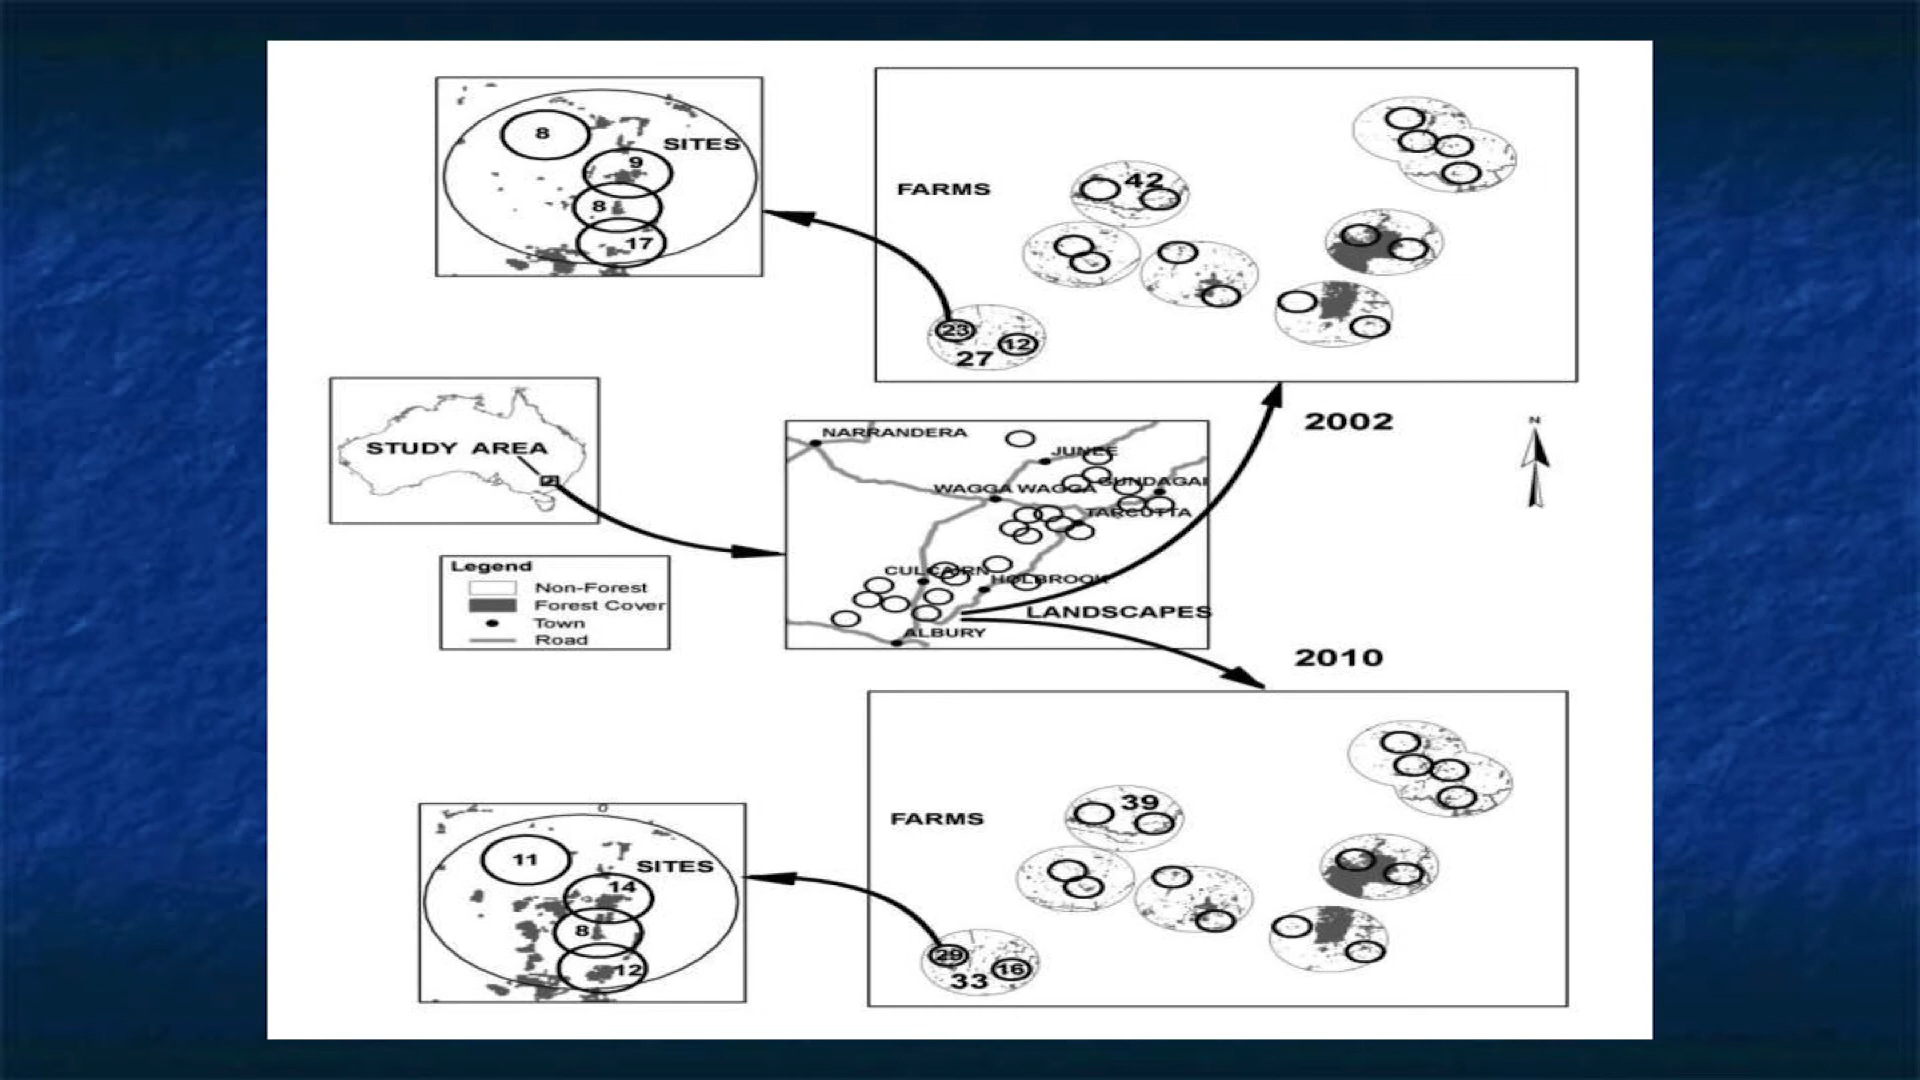 8
SITES
9
8
17
FARMS
42
23
12
27
STUDY AREA
2002
N
NARRANDERA
JUNEE
WAGGA WAGGA
GUNDAGAI
TARCUTTA
CULCAIRN
HOLBROOK
LANDSCAPES
ALBURY
Legend
Non-Forest
Forest Cover
Town
Road
2010
11
SITES
14
8
12
FARMS
39
29
16
33